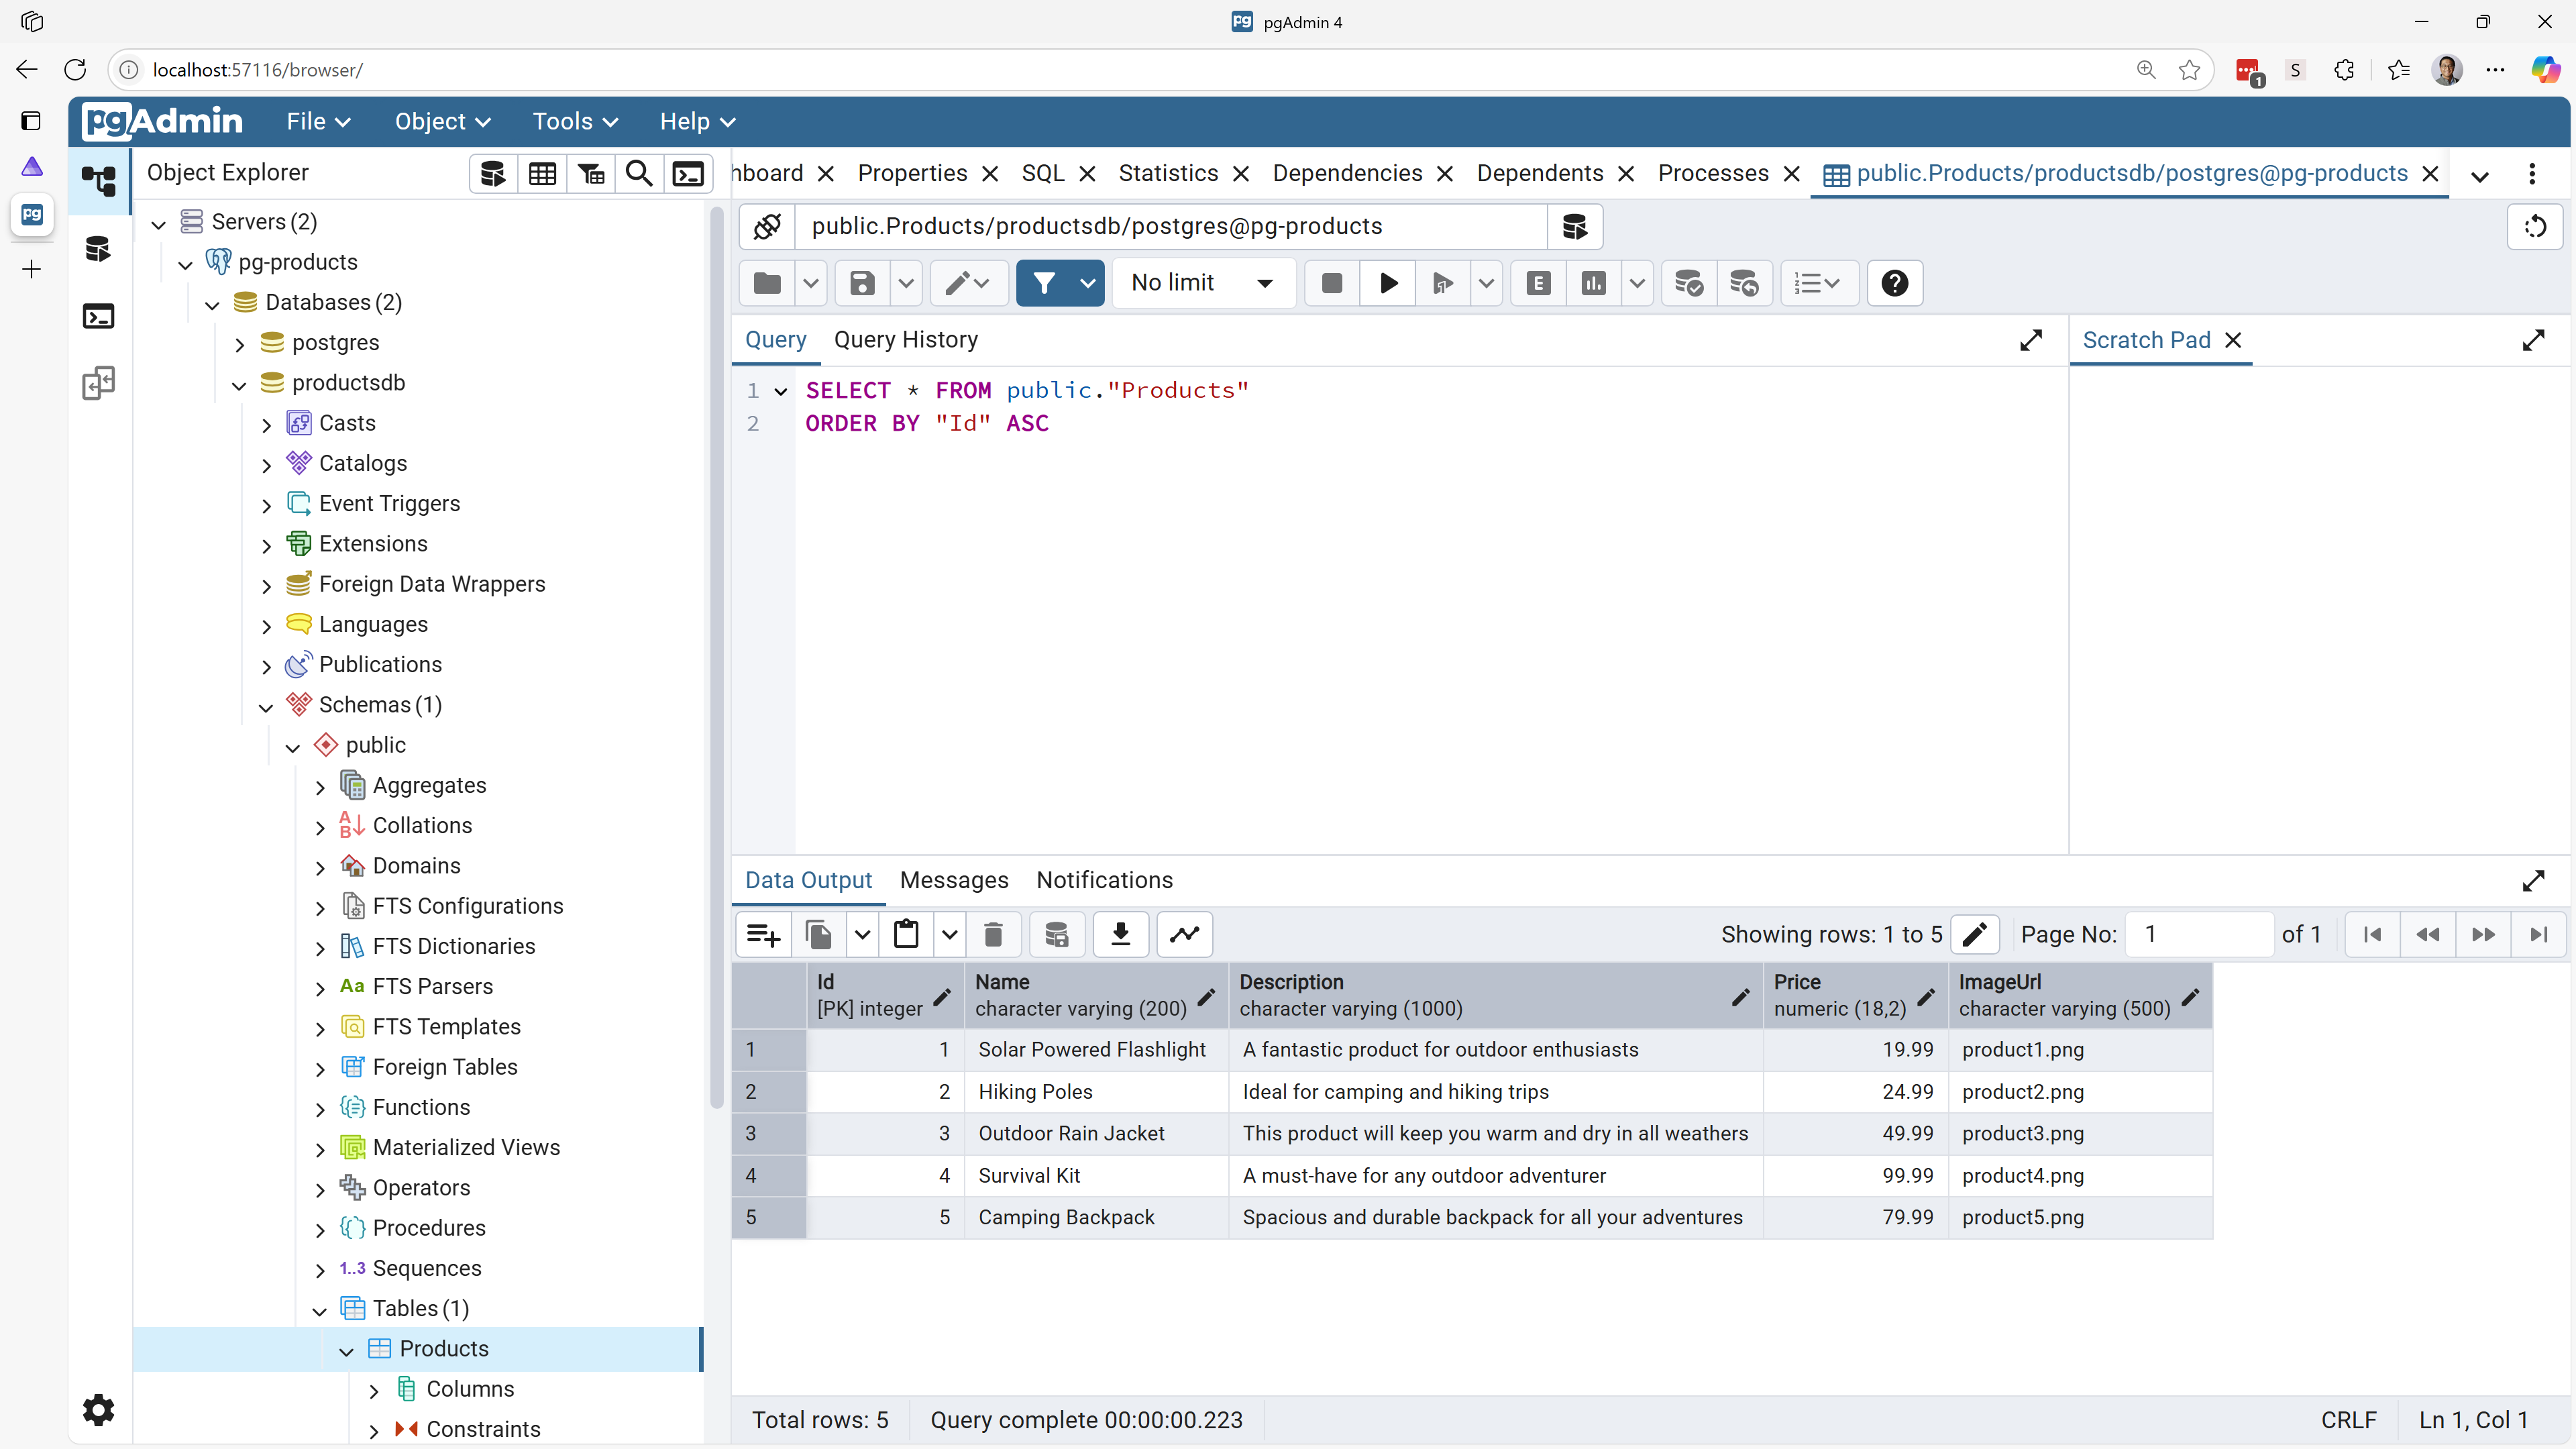 pgAdmin 4
localhost:57116/browser/
1
S
pgAdmin File Object Tools Help
Object Explorer
hboard Properties SQL Statistics Dependencies Dependents Processes public.Products/productsdb/postgres@pg-products
Servers (2)
pg-products
Databases (2)
postgres
productsdb
Casts
Catalogs
Event Triggers
Extensions
Foreign Data Wrappers
Languages
Publications
Schemas (1)
public
Aggregates
Collations
Domains
FTS Configurations
FTS Dictionaries
Aa FTS Parsers
FTS Templates
Foreign Tables
Functions
Materialized Views
Operators
Procedures
1..3 Sequences
Tables (1)
Products
Columns
Constraints
public.Products/productsdb/postgres@pg-products
No limit
E
Query Query History
Scratch Pad
1 SELECT * FROM public."Products"
2 ORDER BY "Id" ASC
Data Output Messages Notifications
Showing rows: 1 to 5 Page No: 1 of 1
Id Name Description Price ImageUrl
[PK] integer character varying (200) character varying (1000) numeric (18,2) character varying (500)
1 1 Solar Powered Flashlight A fantastic product for outdoor enthusiasts 19.99 product1.png
2 2 Hiking Poles Ideal for camping and hiking trips 24.99 product2.png
3 3 Outdoor Rain Jacket This product will keep you warm and dry in all weathers 49.99 product3.png
4 4 Survival Kit A must-have for any outdoor adventurer 99.99 product4.png
5 5 Camping Backpack Spacious and durable backpack for all your adventures 79.99 product5.png
Total rows: 5 Query complete 00:00:00.223 CRLF Ln 1, Col 1